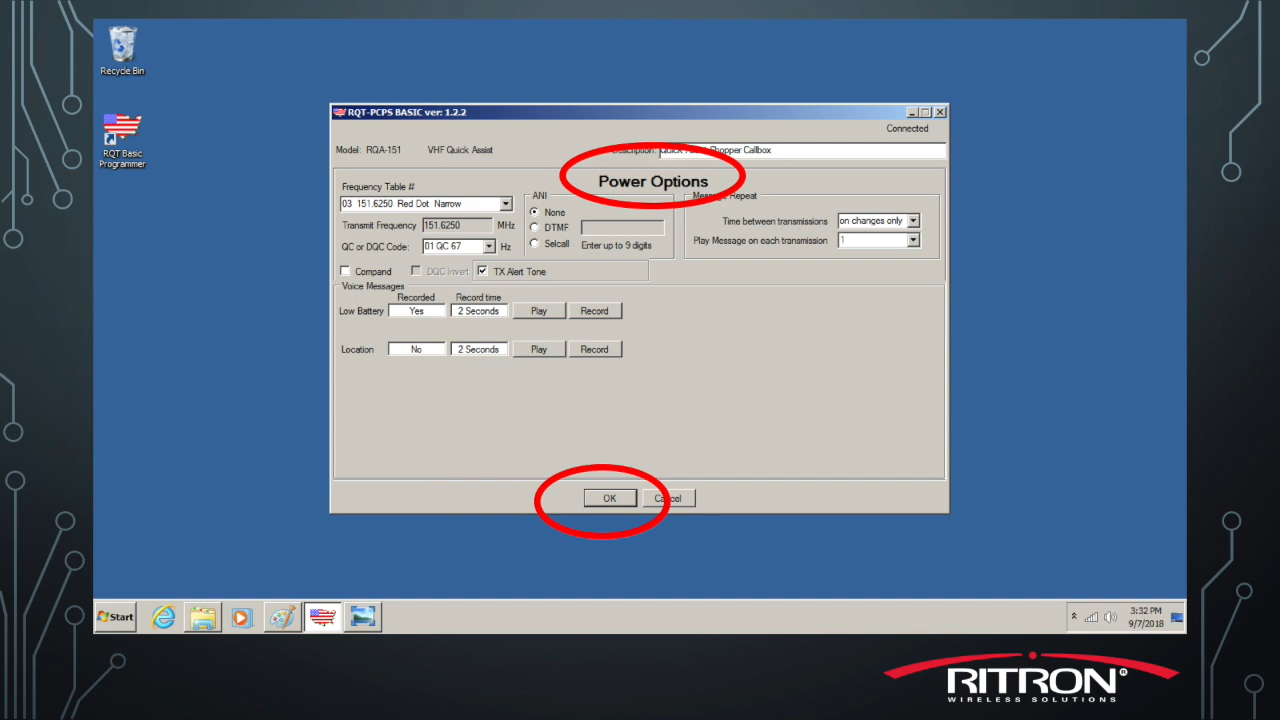 Recycle Bin
RQT Basic
Programmer
RQT-PCPS BASIC ver: 1.2.2
Connected
Model: RQA-151 VHF Quick Assist
Shopper Callbox
Power Options
Frequency Table #
03 151.6250 Red Dot Narrow
Transmit Frequency 151.6250 MHz
QC or DQC Code: 01 QC 67 Hz
Compand DQC Invert TX Alert Tone
ANI
None
DTMF
Selcall Enter up to 9 digits
Message Repeat
Time between transmissions on changes only
Play Message on each transmission 1
Voice Messages
Recorded Record time
Low Battery Yes 2 Seconds Play Record
Location No 2 Seconds Play Record
OK Cancel
Start
3:32 PM
9/7/2018
RITRON®
WIRELESS SOLUTIONS